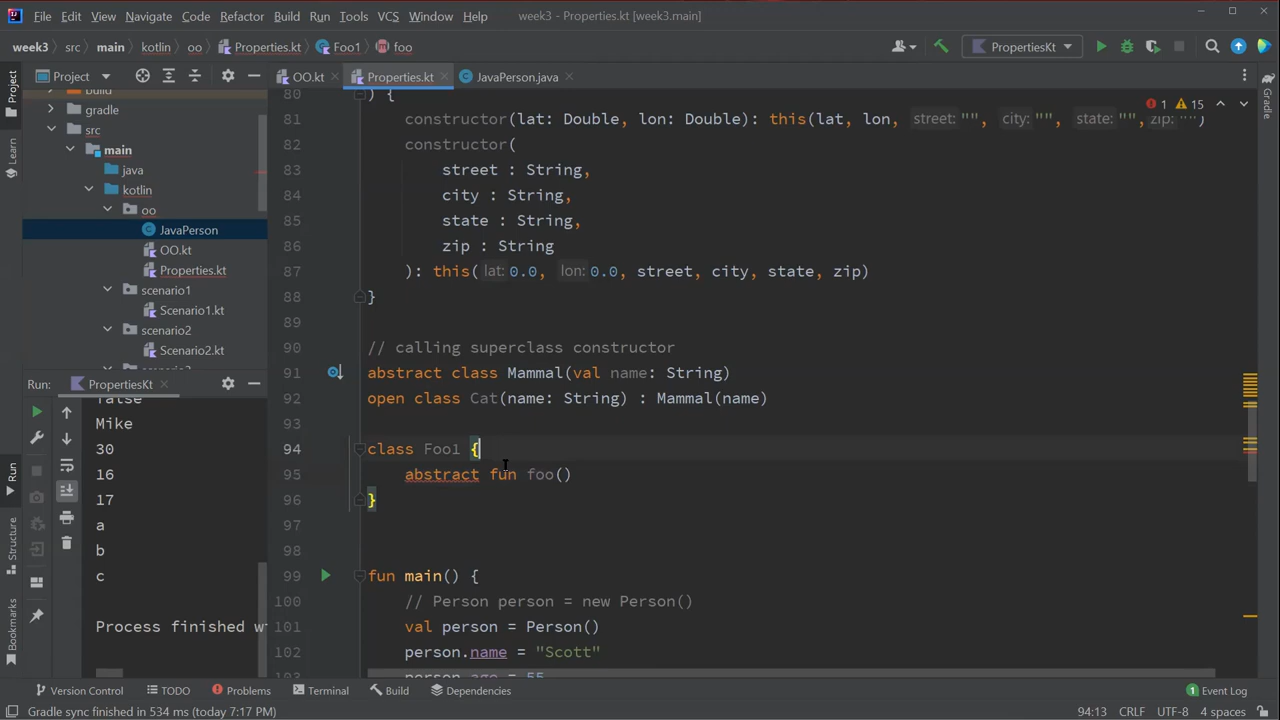 File Edit View Navigate Code Refactor Build Run Tools VCS Window Help week3 - Properties.kt [week3.main]
week3 src main kotlin oo Properties.kt Foo1 foo PropertiesKt
Project OO.kt Properties.kt JavaPerson.java
Project
Learn
Structure
Bookmarks
Run
Gradle
build
gradle
src
main
java
kotlin
oo
JavaPerson
OO.kt
Properties.kt
scenario1
Scenario1.kt
scenario2
Scenario2.kt
Run: PropertiesKt
false
Mike
30
16
17
a
b
c
Process finished w
1 15
80 ) {
81 constructor(lat: Double, lon: Double): this(lat, lon, street: "", city: "", state: "", zip: "")
82 constructor(
83 street : String,
84 city : String,
85 state : String,
86 zip : String
87 ): this( lat: 0.0, lon: 0.0, street, city, state, zip)
88 }
89
90 // calling superclass constructor
91 abstract class Mammal(val name: String)
92 open class Cat(name: String) : Mammal(name)
93
94 class Foo1 {
95 abstract fun foo()
96 }
97
98
99 fun main() {
100 // Person person = new Person()
101 val person = Person()
102 person.name = "Scott"
Version Control TODO Problems Terminal Build Dependencies 1 Event Log
Gradle sync finished in 534 ms (today 7:17 PM) 94:13 CRLF UTF-8 4 spaces